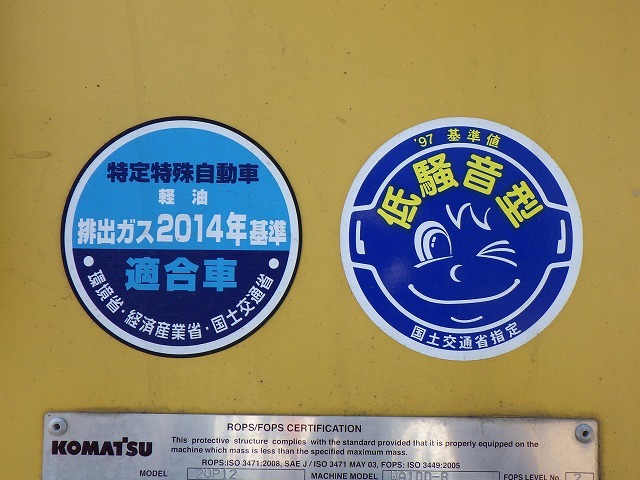 特定特殊自動車
軽油
排出ガス2014年基準
適合車
・環境省・経済産業省・国土交通省・
'97 基準値
低騒音型
国土交通省指定
ROPS/FOPS CERTIFICATION
KOMATSU
This protective structure complies with the standard provided that it is properly equipped on the
machine which mass is less than the specified maximum mass.
ROPS:ISO 3471:2008, SAE J / ISO 3471 MAY 03, FOPS: ISO 3449:2005
MODEL
MACHINE MODEL
FOPS LEVEL No. 2